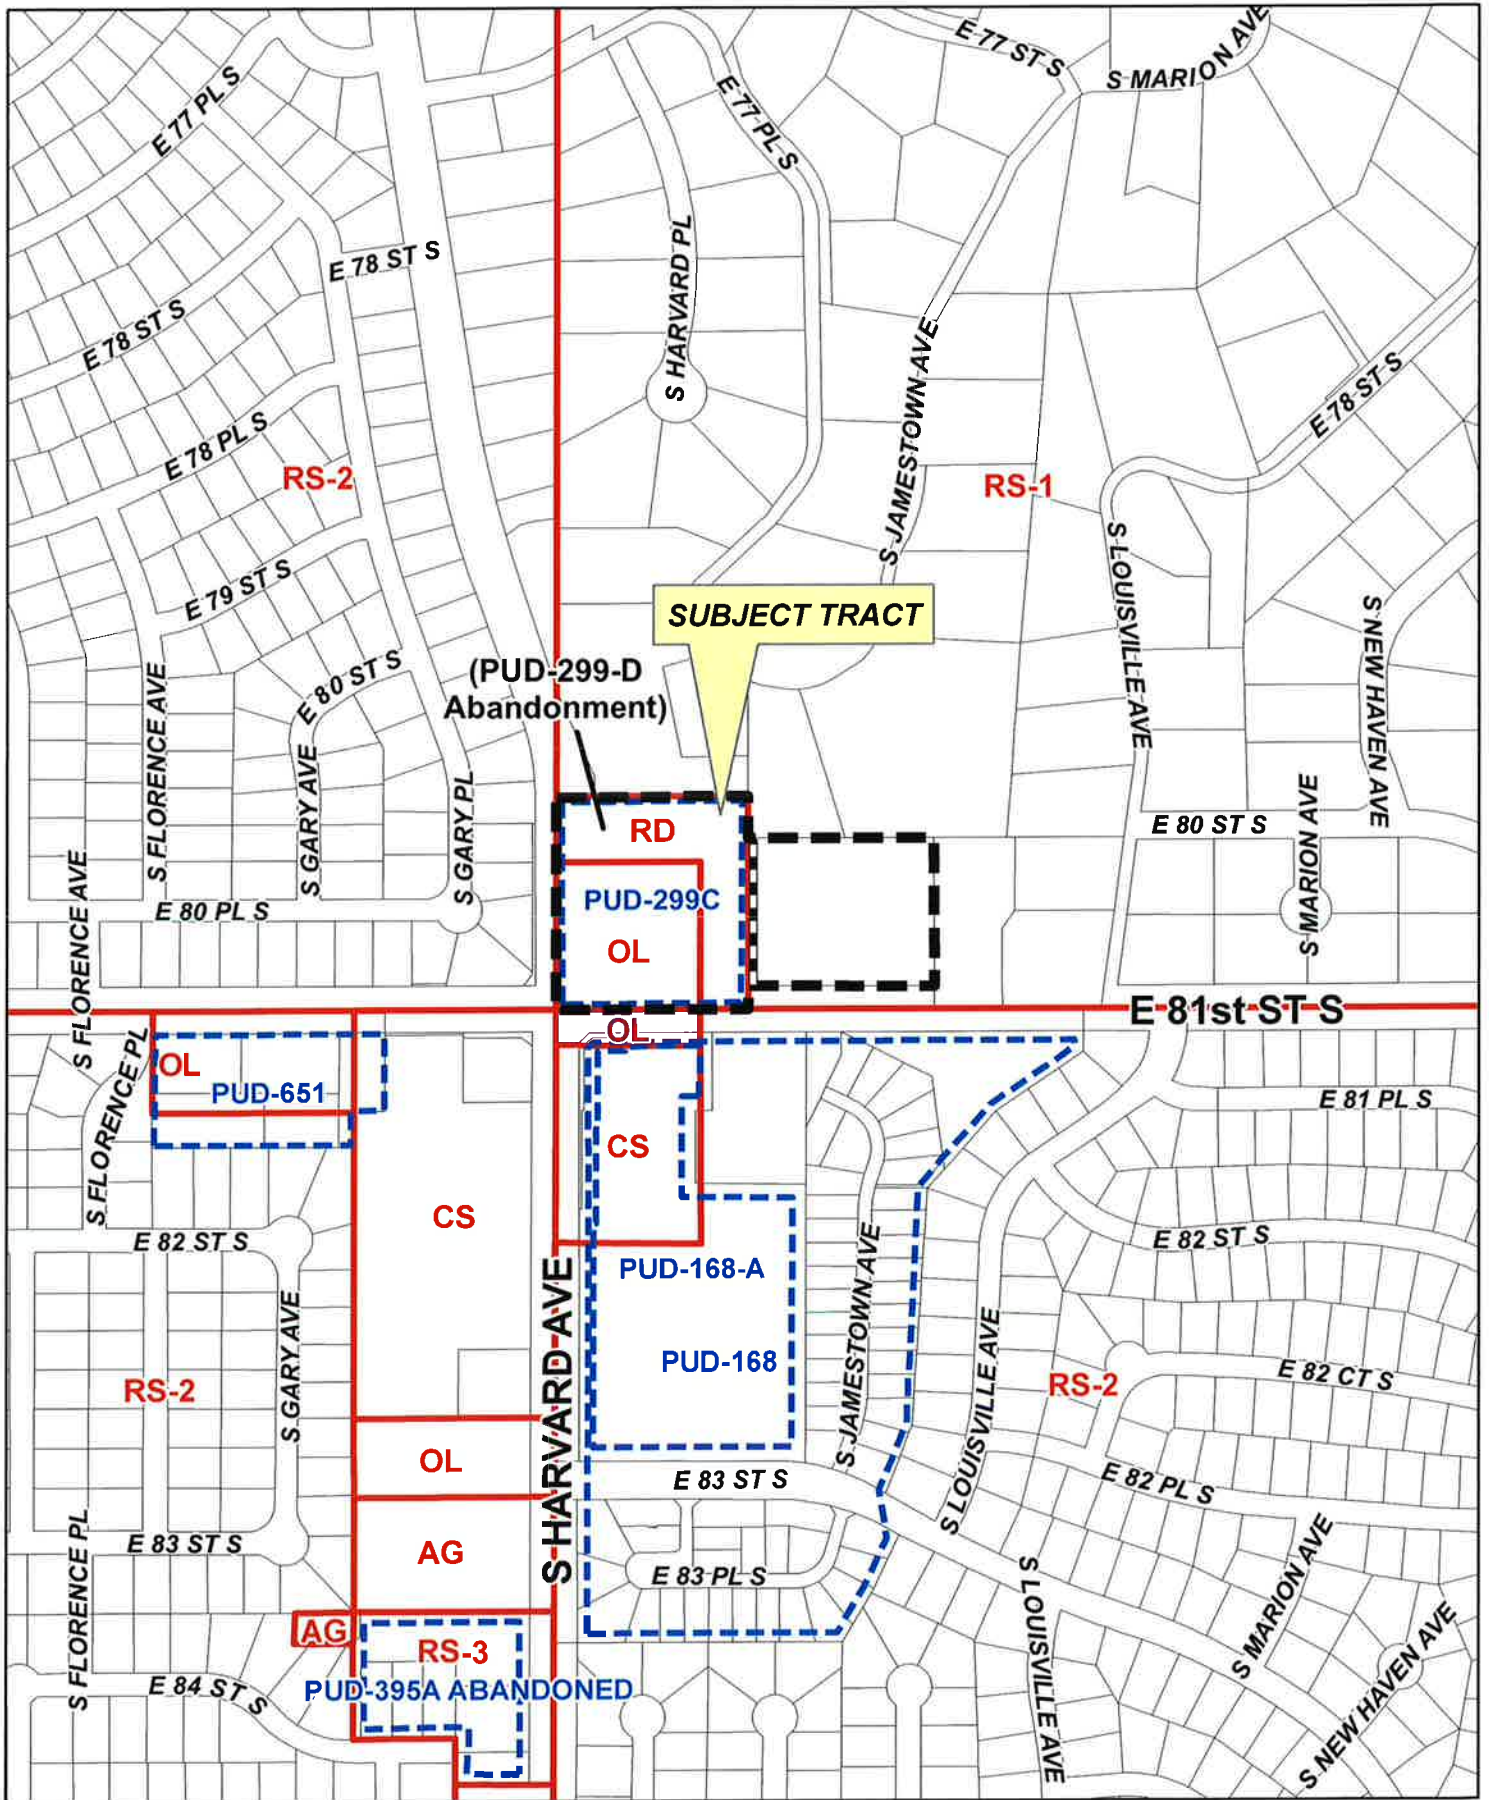 E 77 ST S
S MARION AVE
E 77 PL S
E 77 PL S
E 78 ST S
S HARVARD PL
E 78 ST S
S JAMESTOWN AVE
E 78 ST S
E 78 PL S
RS-2
RS-1
S LOUISVILLE AVE
E 79 ST S
SUBJECT TRACT
S NEW HAVEN AVE
(PUD-299-D
Abandonment)
E 80 ST S
S FLORENCE AVE
S GARY AVE
S GARY PL
RD
E 80 ST S
S MARION AVE
PUD-299C
OL
S FLORENCE AVE
E 80 PL S
E 81st ST S
OL
OL
PUD-651
S FLORENCE PL
E 81 PL S
CS
CS
E 82 ST S
E 82 ST S
PUD-168-A
PUD-168
S JAMESTOWN AVE
S GARY AVE
S HARVARD AVE
S LOUISVILLE AVE
RS-2
RS-2
E 82 CT S
OL
E 83 ST S
E 82 PL S
AG
E 83 ST S
S FLORENCE PL
E 83 PL S
S LOUISVILLE AVE
S MARION AVE
S NEW HAVEN AVE
AG
RS-3
PUD-395A ABANDONED
E 84 ST S